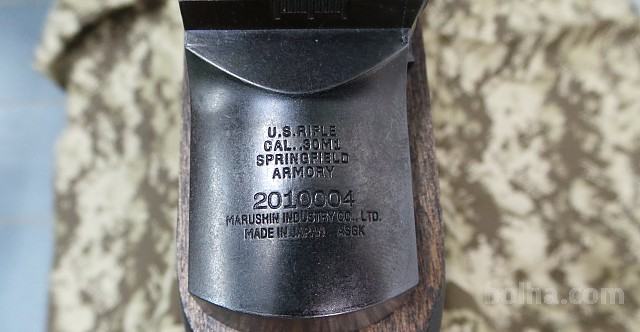 U.S.RIFLE
CAL..30M1
SPRINGFIELD
ARMORY
2010004
MARUSHIN INDUSTRY CO., LTD.
MADE IN JAPAN ASGK
bolha.com